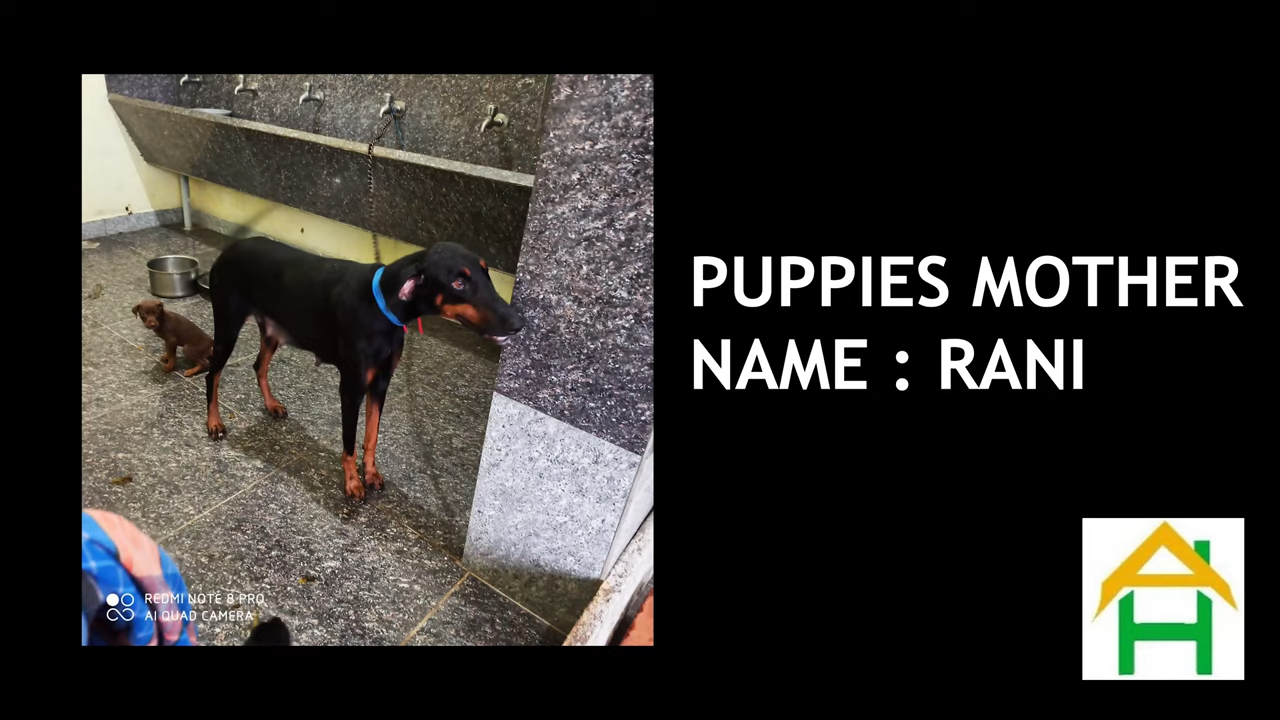 PUPPIES MOTHER
NAME : RANI
REDMI NOTE 8 PRO
AI QUAD CAMERA